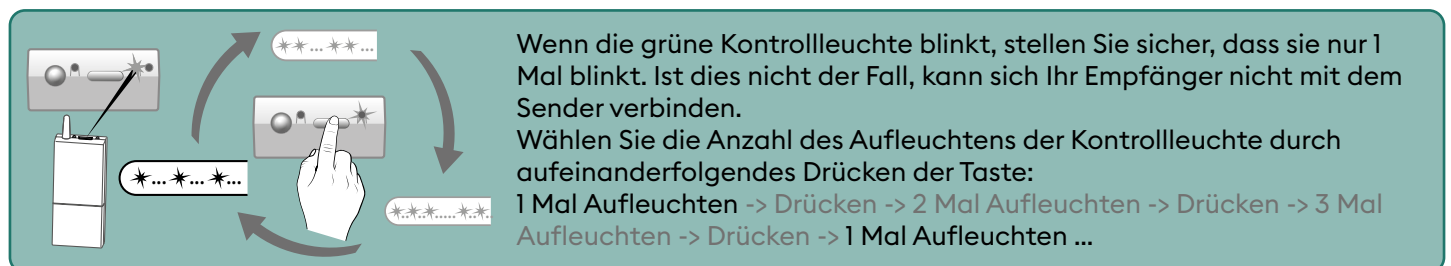 Wenn die grüne Kontrollleuchte blinkt, stellen Sie sicher, dass sie nur 1
Mal blinkt. Ist dies nicht der Fall, kann sich Ihr Empfänger nicht mit dem
Sender verbinden.
Wählen Sie die Anzahl des Aufleuchtens der Kontrollleuchte durch
aufeinanderfolgendes Drücken der Taste:
1 Mal Aufleuchten -> Drücken -> 2 Mal Aufleuchten -> Drücken -> 3 Mal
Aufleuchten -> Drücken -> 1 Mal Aufleuchten ...